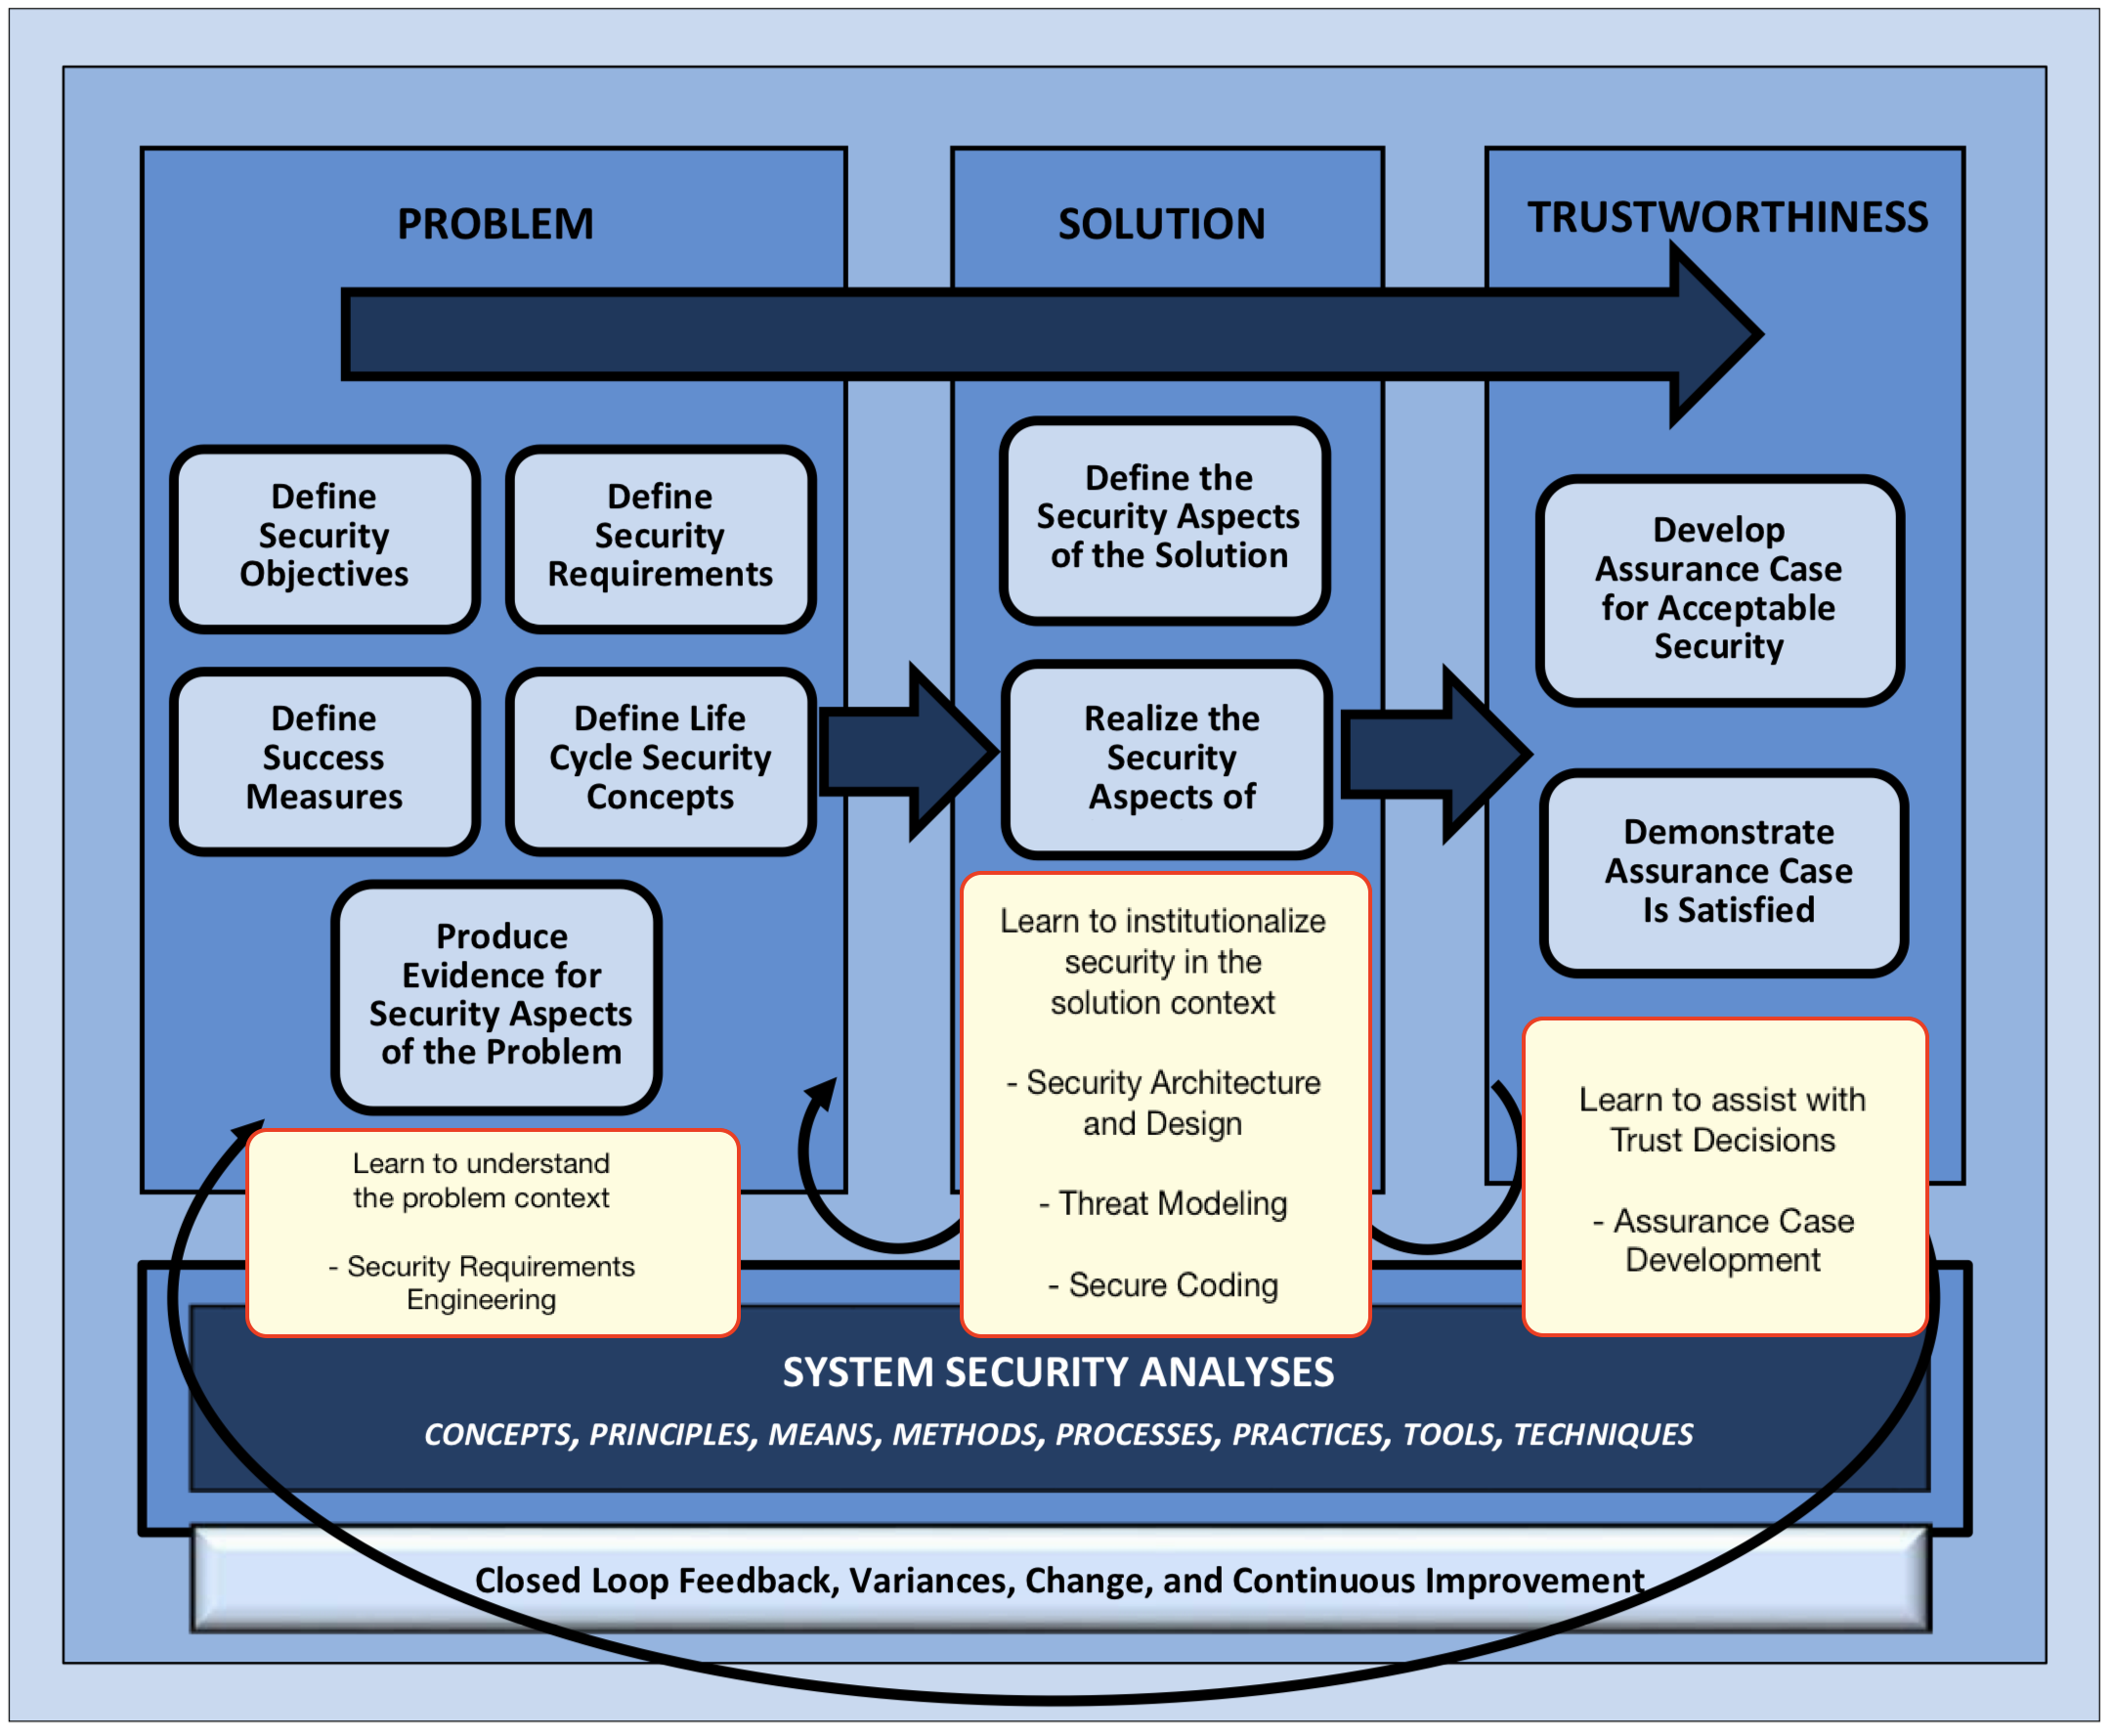 PROBLEM
Define
Security
Objectives
Define
Security
Requirements
Define
Success
Measures
Define Life
Cycle Security
Concepts
Produce
Evidence for
Security Aspects
of the Problem
Learn to understand
the problem context
- Security Requirements
Engineering
SOLUTION
Define the
Security Aspects
of the Solution
Realize the
Security
Aspects of
Learn to institutionalize
security in the
solution context
- Security Architecture
and Design
- Threat Modeling
- Secure Coding
TRUSTWORTHINESS
Develop
Assurance Case
for Acceptable
Security
Demonstrate
Assurance Case
Is Satisfied
Learn to assist with
Trust Decisions
- Assurance Case
Development
SYSTEM SECURITY ANALYSES
CONCEPTS, PRINCIPLES, MEANS, METHODS, PROCESSES, PRACTICES, TOOLS, TECHNIQUES
Closed Loop Feedback, Variances, Change, and Continuous Improvement